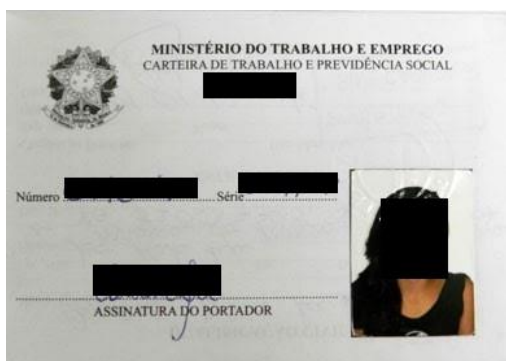 MINISTÉRIO DO TRABALHO E EMPREGO
CARTEIRA DE TRABALHO E PREVIDÊNCIA SOCIAL
Número Série
ASSINATURA DO PORTADOR